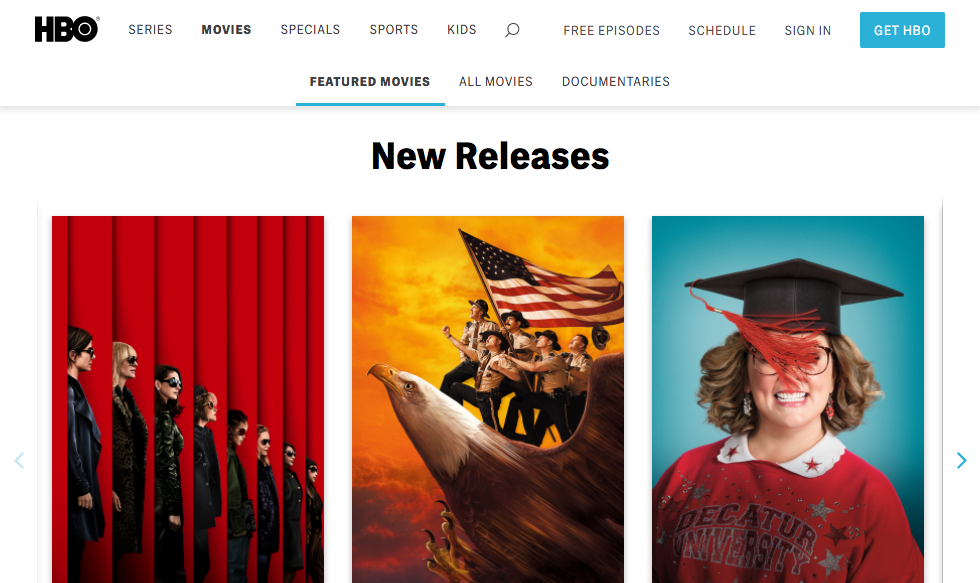 HBO®
SERIES
MOVIES
SPECIALS
SPORTS
KIDS
FREE EPISODES
SCHEDULE
SIGN IN
GET HBO
FEATURED MOVIES
ALL MOVIES
DOCUMENTARIES
New Releases
DECATUR
UNIVERSITY